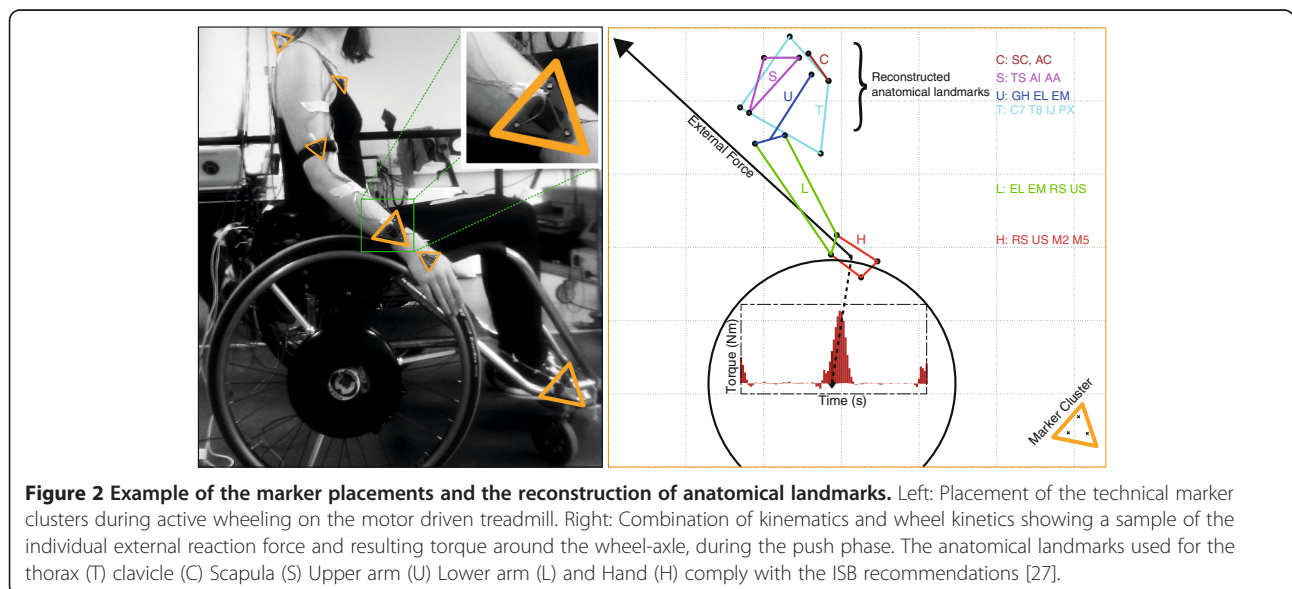 External Force
C
S
U
T
Reconstructed
anatomical landmarks
C: SC, AC
S: TS AI AA
U: GH EL EM
T: C7 T8 IJ PX
L
L: EL EM RS US
H
H: RS US M2 M5
Torque (Nm)
Time (s)
Marker Cluster
Figure 2 Example of the marker placements and the reconstruction of anatomical landmarks. Left: Placement of the technical marker
clusters during active wheeling on the motor driven treadmill. Right: Combination of kinematics and wheel kinetics showing a sample of the
individual external reaction force and resulting torque around the wheel-axle, during the push phase. The anatomical landmarks used for the
thorax (T) clavicle (C) Scapula (S) Upper arm (U) Lower arm (L) and Hand (H) comply with the ISB recommendations [27].